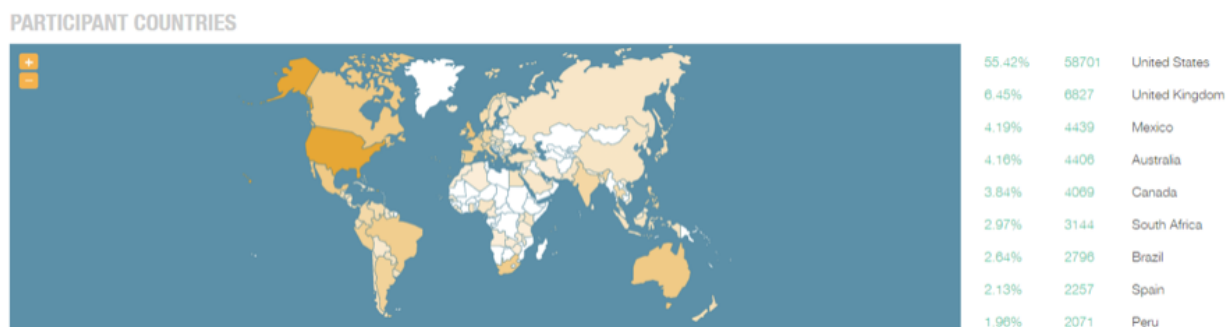 PARTICIPANT COUNTRIES
+
−
55.42% 58701 United States
6.45% 6827 United Kingdom
4.19% 4439 Mexico
4.16% 4406 Australia
3.84% 4069 Canada
2.97% 3144 South Africa
2.64% 2796 Brazil
2.13% 2257 Spain
1.96% 2071 Peru